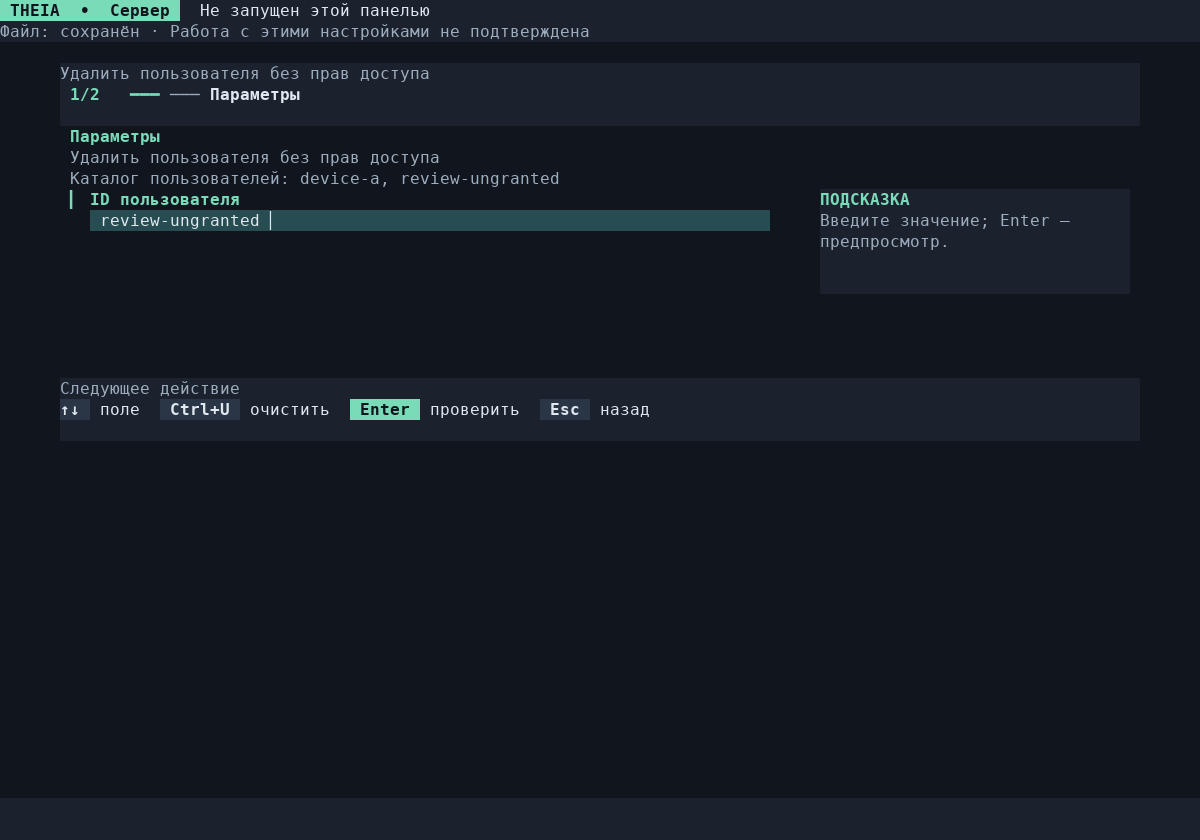 THEIA • Сервер Не запущен этой панелью
Файл: сохранён · Работа с этими настройками не подтверждена
Удалить пользователя без прав доступа
1/2 ━━━ ─── Параметры
Параметры
Удалить пользователя без прав доступа
Каталог пользователей: device-a, review-ungranted
ID пользователя
review-ungranted
ПОДСКАЗКА
Введите значение; Enter —
предпросмотр.
Следующее действие
↑↓ поле Ctrl+U очистить Enter проверить Esc назад